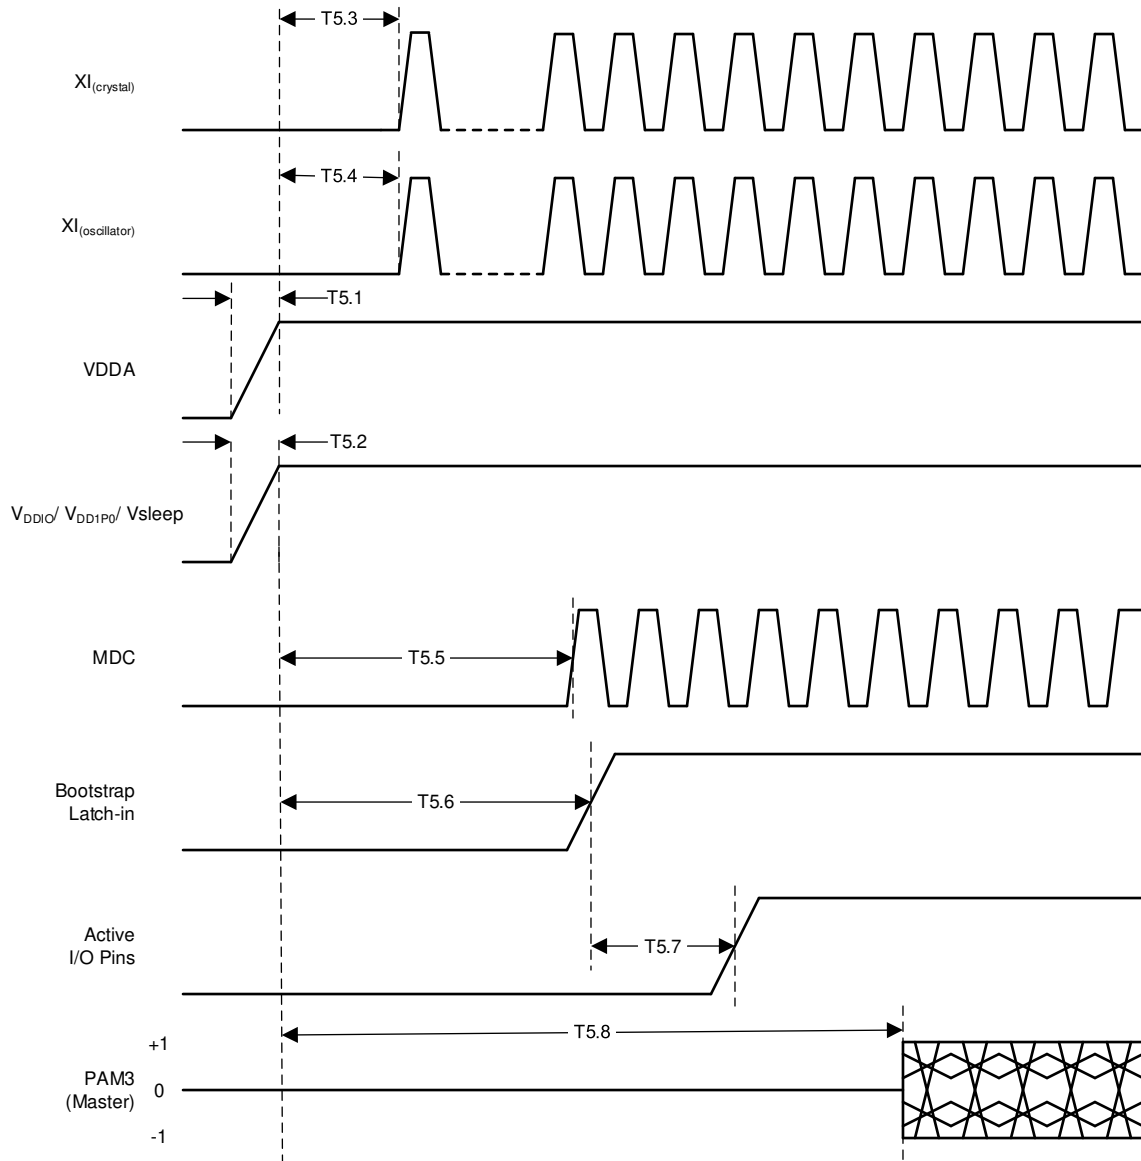 T5.3
XI(crystal)
T5.4
XI(oscillator)
T5.1
VDDA
T5.2
VDDIO/ VDD1P0/ Vsleep
MDC
T5.5
Bootstrap
Latch-in
T5.6
Active
I/O Pins
T5.7
T5.8
+1
PAM3
(Master)
0
-1